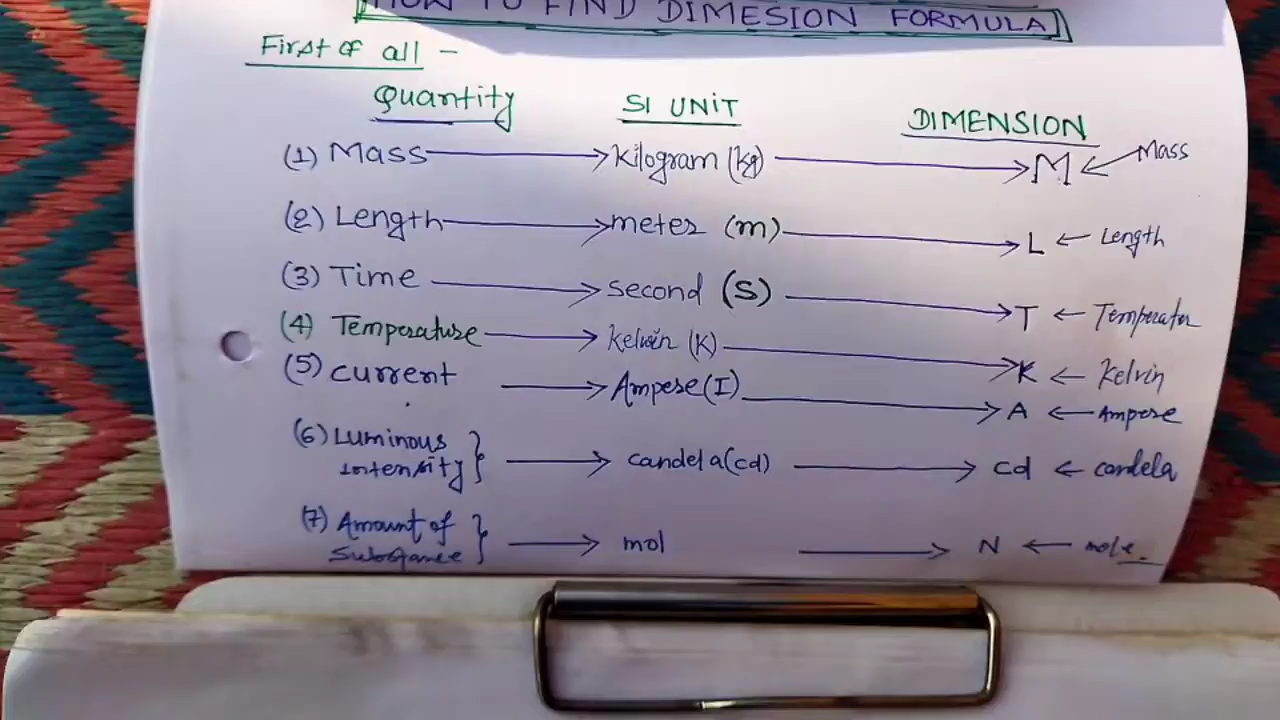 HOW TO FIND DIMESION FORMULA
First of all -
Quantity SI UNIT DIMENSION
(1) Mass → Kilogram (kg) → M ← Mass
(2) Length → meter (m) → L ← Length
(3) Time → second (S) → T ← Temperater
(4) Temperature → kelvin (K) → K ← Kelvin
(5) current → Ampere (I) → A ← Ampere
(6) Luminous intensity } → candela (cd) → cd ← candela
(7) Amount of substance } → mol → N ← mole